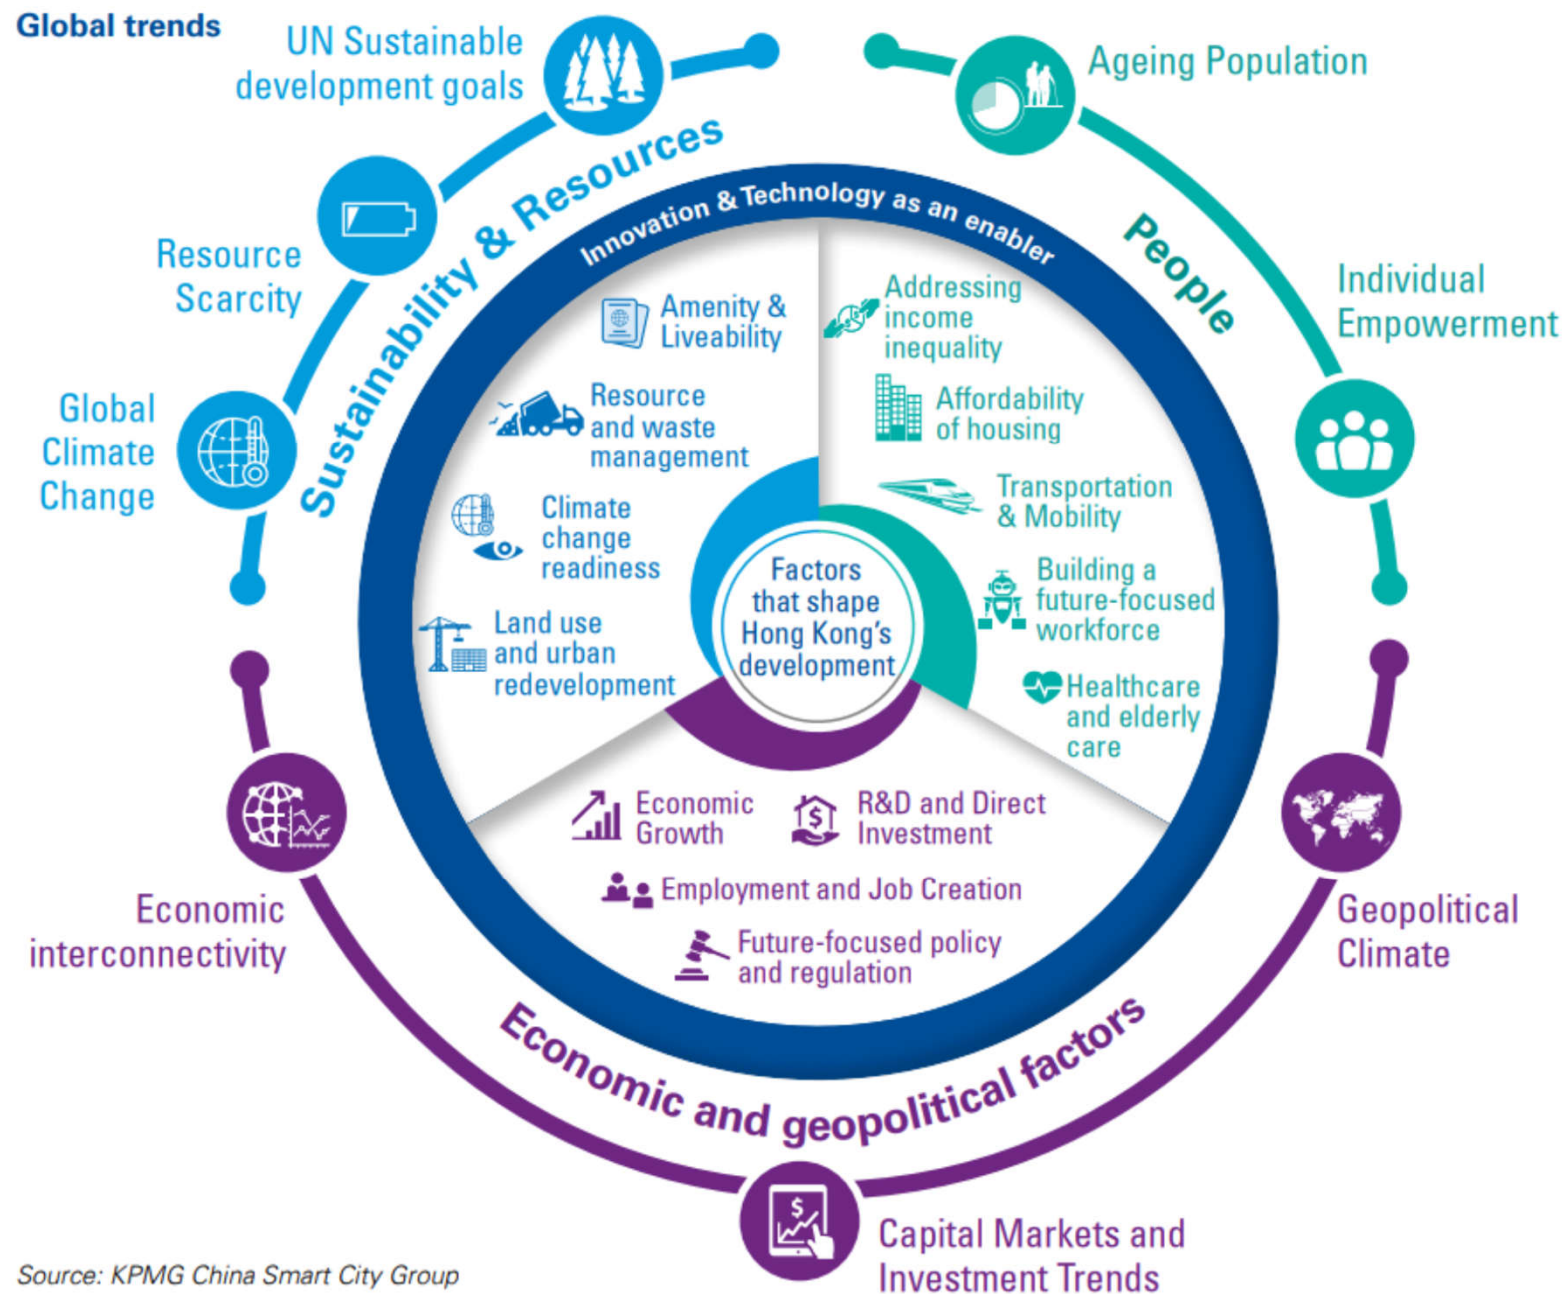 Global trends
UN Sustainable
development goals
Resource
Scarcity
Global
Climate
Change
Sustainability & Resources
Ageing Population
Individual
Empowerment
People
Innovation & Technology as an enabler
Amenity &
Liveability
Resource
and waste
management
Climate
change
readiness
Land use
and urban
redevelopment
Addressing
income
inequality
Affordability
of housing
Transportation
& Mobility
Building a
future-focused
workforce
Healthcare
and elderly
care
Factors
that shape
Hong Kong's
development
$
Economic
Growth
$
R&D and Direct
Investment
Employment and Job Creation
Future-focused policy
and regulation
Economic
interconnectivity
Geopolitical
Climate
Economic and geopolitical factors
$
Capital Markets and
Investment Trends
Source: KPMG China Smart City Group